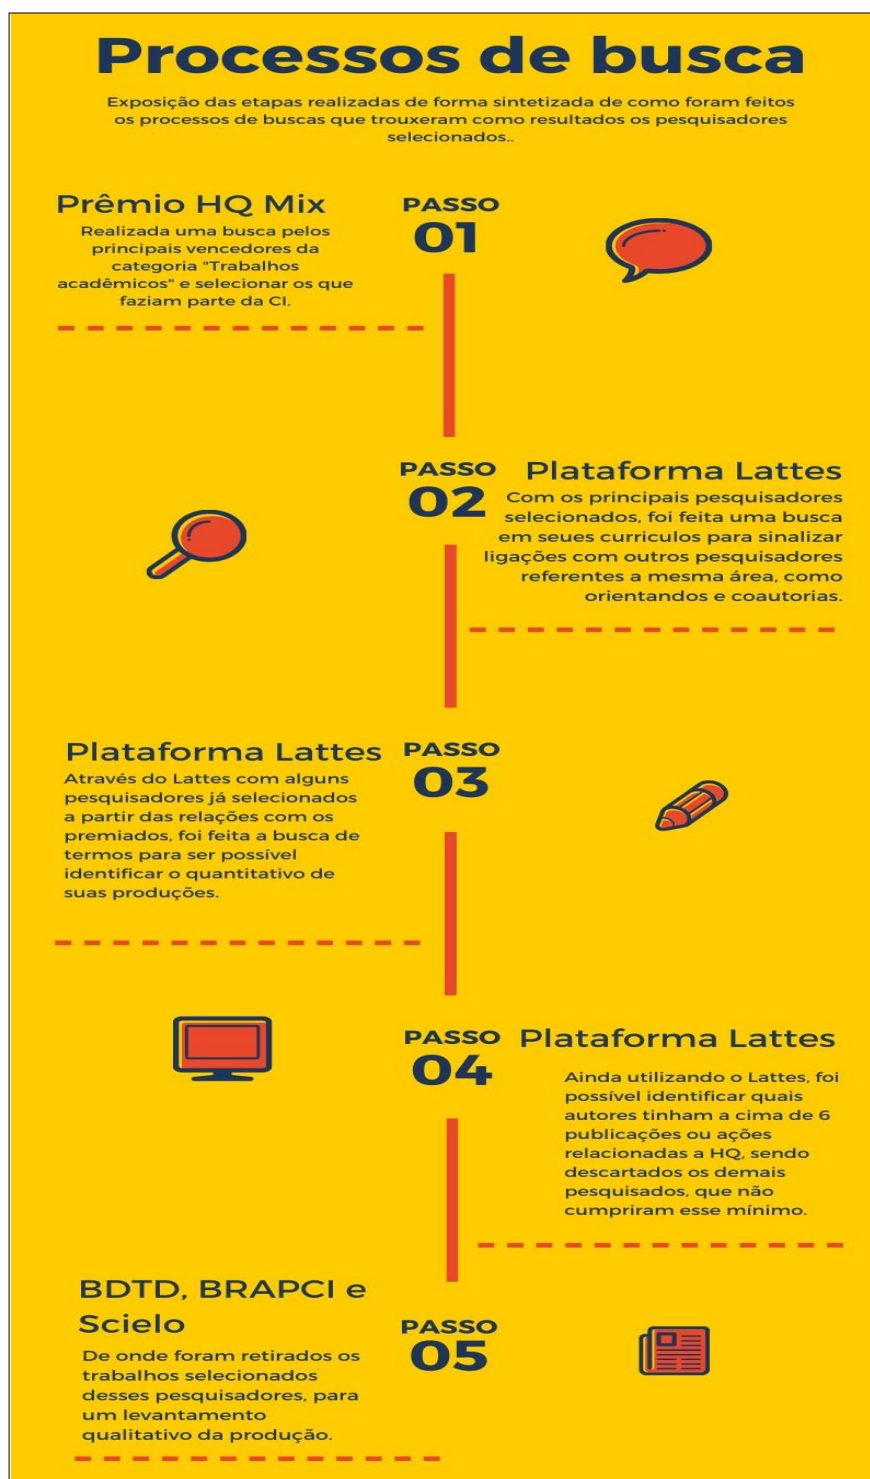 Processos de busca
Exposição das etapas realizadas de forma sintetizada de como foram feitos
os processos de buscas que trouxeram como resultados os pesquisadores
selecionados..
Prêmio HQ Mix
Realizada uma busca pelos
principais vencedores da
categoria "Trabalhos
acadêmicos" e selecionar os que
faziam parte da CI.
PASSO
01
PASSO
02
Plataforma Lattes
Com os principais pesquisadores
selecionados, foi feita uma busca
em seues curriculos para sinalizar
ligações com outros pesquisadores
referentes a mesma área, como
orientandos e coautorias.
Plataforma Lattes
Através do Lattes com alguns
pesquisadores já selecionados
a partir das relações com os
premiados, foi feita a busca de
termos para ser possível
identificar o quantitativo de
suas produções.
PASSO
03
PASSO
04
Plataforma Lattes
Ainda utilizando o Lattes, foi
possível identificar quais
autores tinham a cima de 6
publicações ou ações
relacionadas a HQ, sendo
descartados os demais
pesquisados, que não
cumpriram esse mínimo.
BDTD, BRAPCI e
Scielo
De onde foram retirados os
trabalhos selecionados
desses pesquisadores, para
um levantamento
qualitativo da produção.
PASSO
05